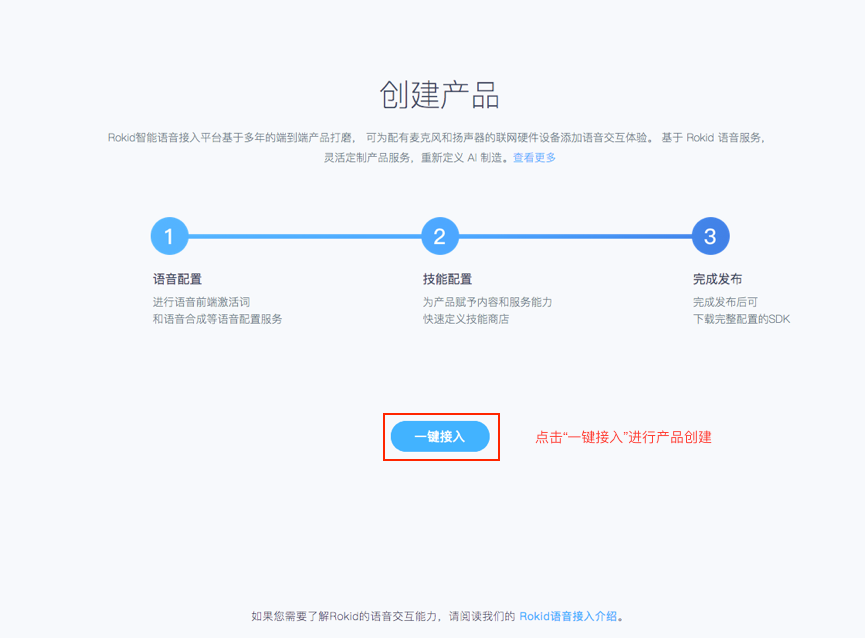 创建产品
Rokid智能语音接入平台基于多年的端到端产品打磨， 可为配有麦克风和扬声器的联网硬件设备添加语音交互体验。 基于 Rokid 语音服务，
灵活定制产品服务，重新定义 AI 制造。查看更多
1
2
3
语音配置
技能配置
完成发布
进行语音前端激活词
为产品赋予内容和服务能力
完成发布后可
和语音合成等语音配置服务
快速定义技能商店
下载完整配置的SDK
一键接入
点击“一键接入”进行产品创建
如果您需要了解Rokid的语音交互能力，请阅读我们的 Rokid语音接入介绍。